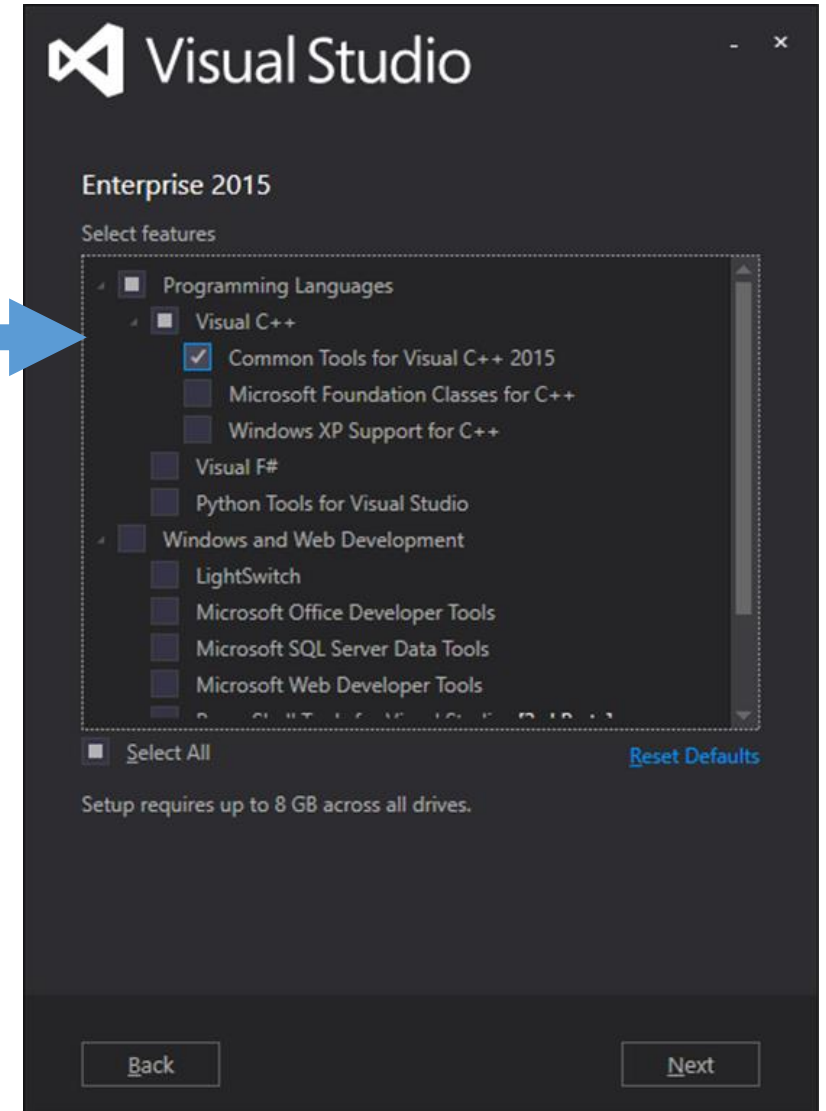 Visual Studio
Enterprise 2015
Select features
Programming Languages
Visual C++
Common Tools for Visual C++ 2015
Microsoft Foundation Classes for C++
Windows XP Support for C++
Visual F#
Python Tools for Visual Studio
Windows and Web Development
LightSwitch
Microsoft Office Developer Tools
Microsoft SQL Server Data Tools
Microsoft Web Developer Tools
Select All
Reset Defaults
Setup requires up to 8 GB across all drives.
Back
Next